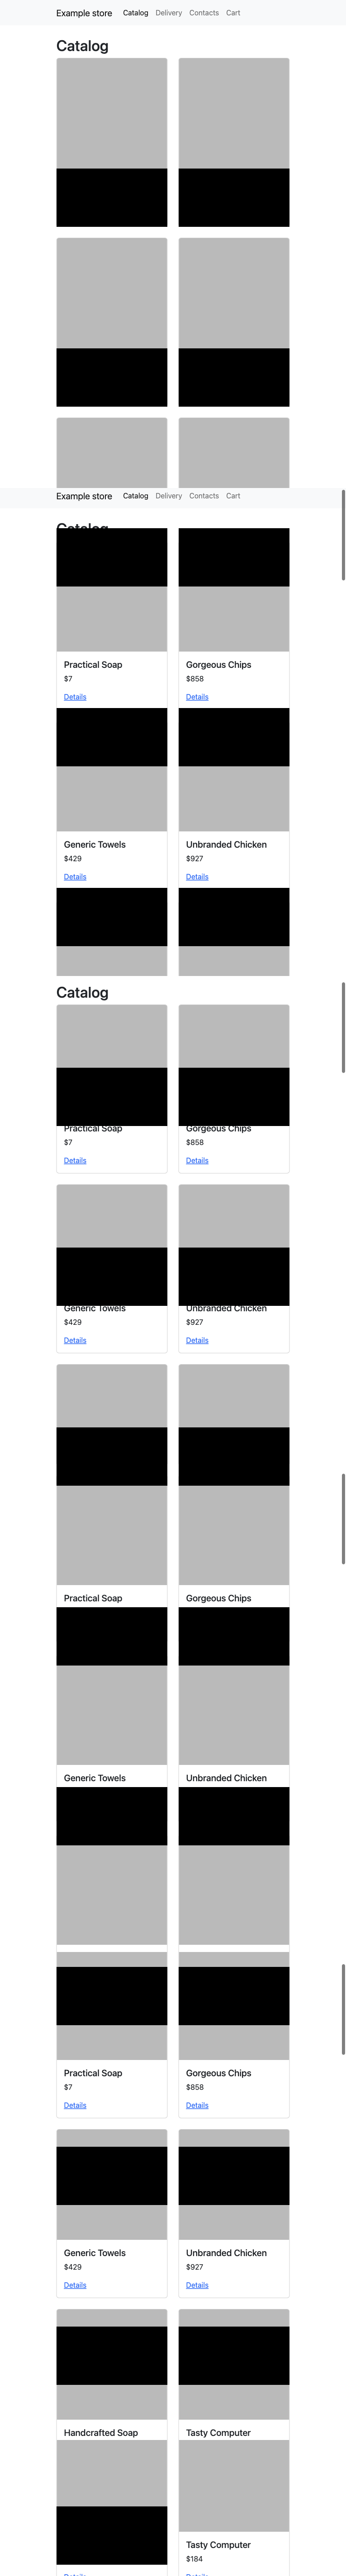 Example store Catalog Delivery Contacts Cart
Catalog
Example store Catalog Delivery Contacts Cart
Catalog
Practical Soap Gorgeous Chips
$7 $858
Details Details
Generic Towels Unbranded Chicken
$429 $927
Details Details
Catalog
Practical Soap Gorgeous Chips
$7 $858
Details Details
Generic Towels Unbranded Chicken
$429 $927
Details Details
Practical Soap Gorgeous Chips
Generic Towels Unbranded Chicken
Practical Soap Gorgeous Chips
$7 $858
Details Details
Generic Towels Unbranded Chicken
$429 $927
Details Details
Handcrafted Soap Tasty Computer
Tasty Computer
$184
Details Details